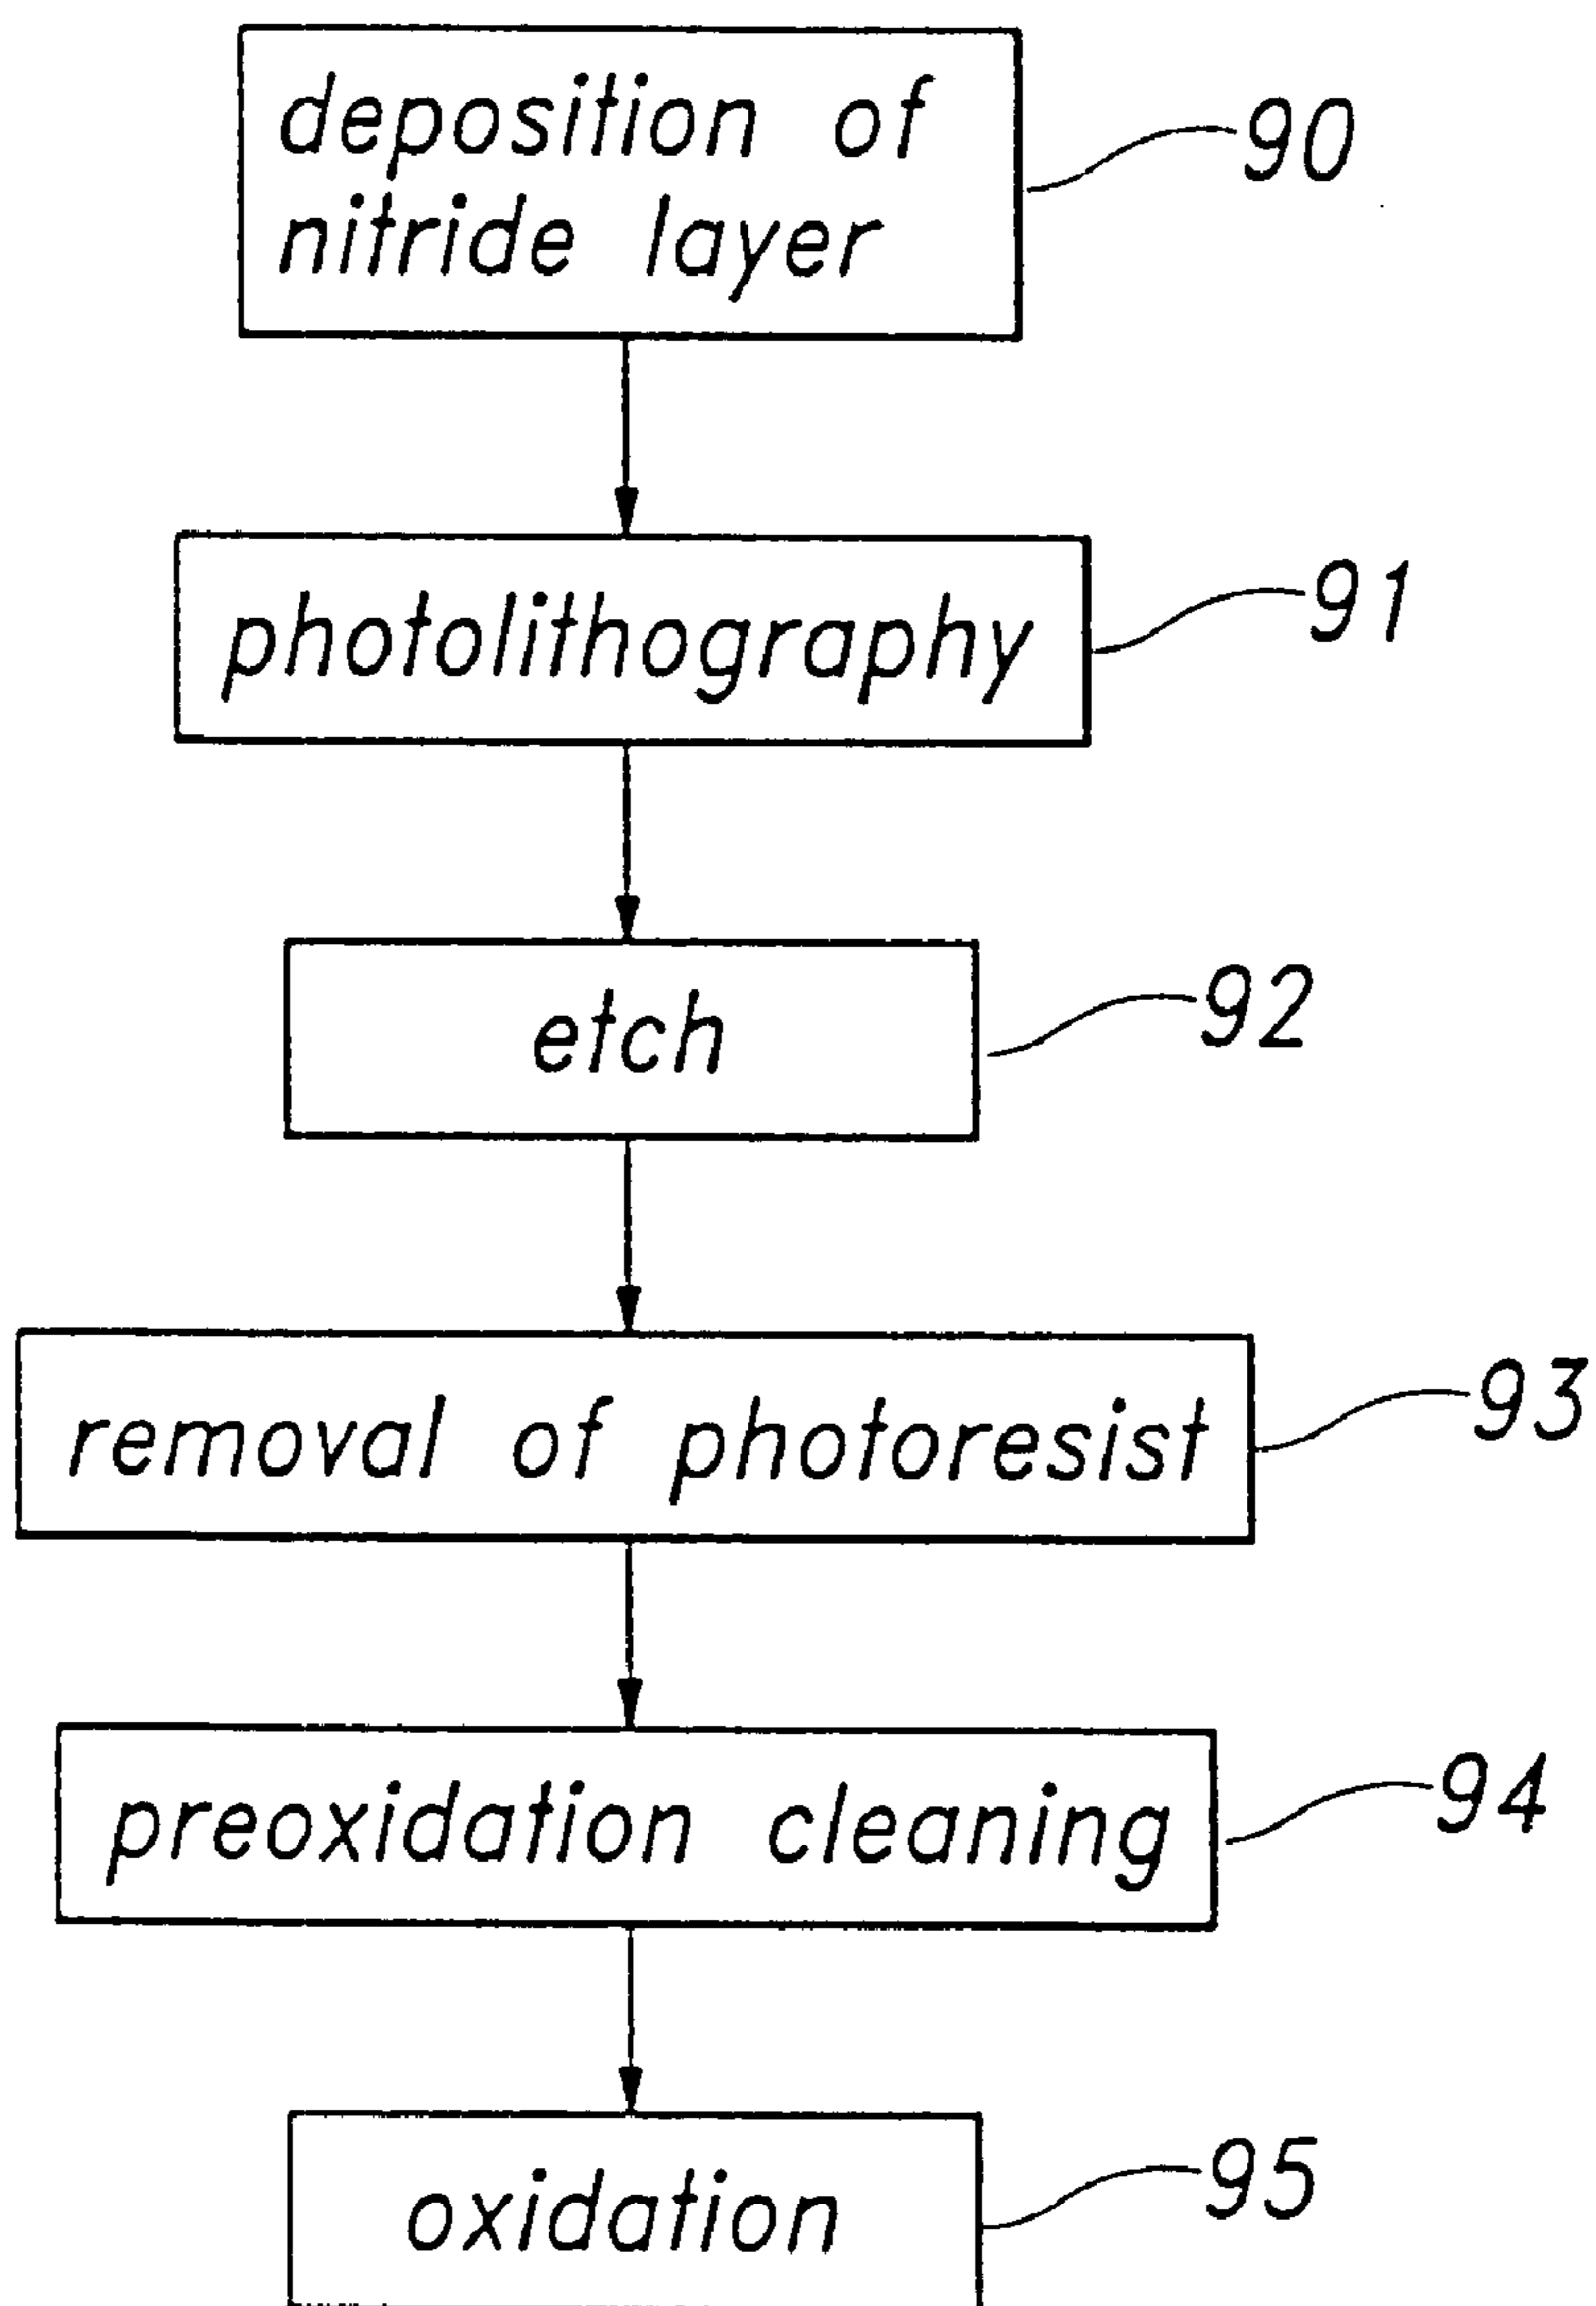 deposition of
nitride layer
90
photolithography
91
etch
92
removal of photoresist
93
preoxidation cleaning
94
oxidation
95